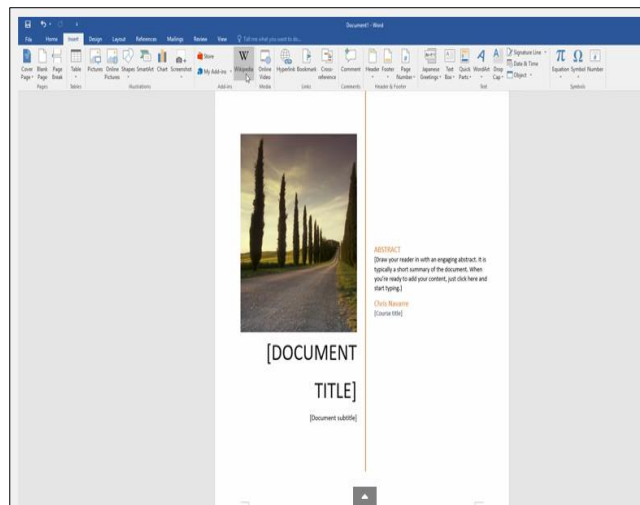 Document1 - Word
File Home Insert Design Layout References Mailings Review View Tell me what you want to do...
Cover Page Blank Page Page Break Table Pictures Online Pictures Shapes SmartArt Chart Screenshot Store My Add-ins Wikipedia Online Video Hyperlink Bookmark Cross-reference Comment Header Footer Page Number Japanese Greetings Text Box Quick Parts WordArt Drop Cap Signature Line Date & Time Object Equation Symbol Number
Pages Tables Illustrations Add-ins Media Links Comments Header & Footer Text Symbols
[DOCUMENT
TITLE]
[Document subtitle]
ABSTRACT
[Draw your reader in with an engaging abstract. It is
typically a short summary of the document. When
you're ready to add your content, just click here and
start typing.]
Chris Navarre
[Course title]